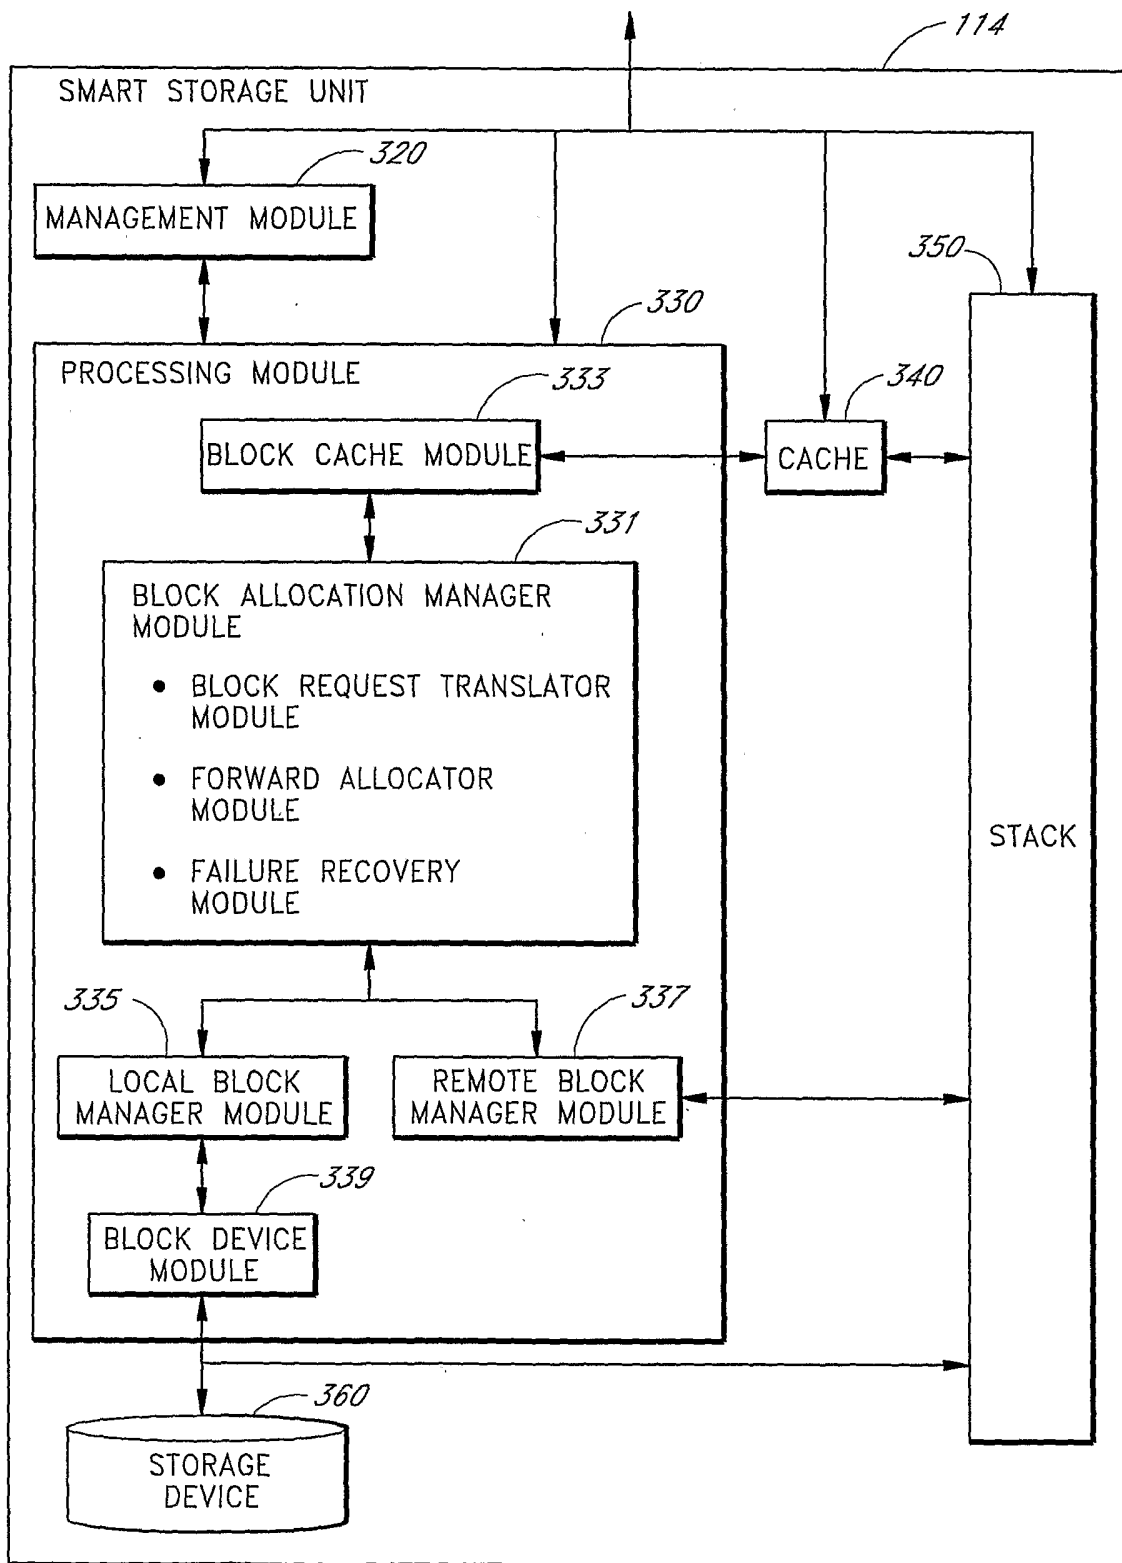 114
SMART STORAGE UNIT
320
MANAGEMENT MODULE
350
330
PROCESSING MODULE
333
340
BLOCK CACHE MODULE
CACHE
331
BLOCK ALLOCATION MANAGER
MODULE
• BLOCK REQUEST TRANSLATOR
MODULE
• FORWARD ALLOCATOR
MODULE
STACK
• FAILURE RECOVERY
MODULE
335
337
LOCAL BLOCK
MANAGER MODULE
REMOTE BLOCK
MANAGER MODULE
339
BLOCK DEVICE
MODULE
360
STORAGE
DEVICE